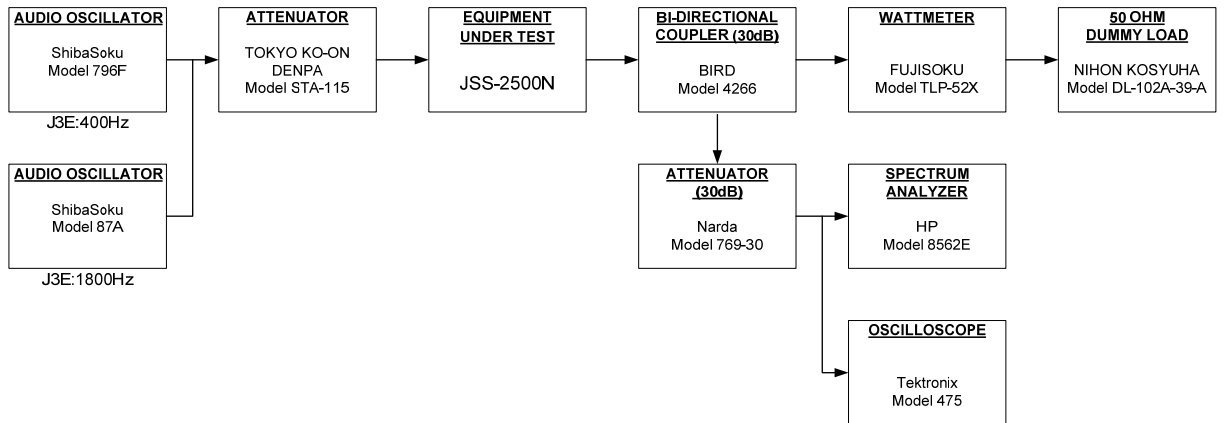 AUDIO OSCILLATOR
ShibaSoku
Model 796F
J3E:400Hz
ATTENUATOR
TOKYO KO-ON
DENPA
Model STA-115
EQUIPMENT
UNDER TEST
JSS-2500N
BI-DIRECTIONAL
COUPLER (30dB)
BIRD
Model 4266
WATTMETER
FUJISOKU
Model TLP-52X
50 OHM
DUMMY LOAD
NIHON KOSYUHA
Model DL-102A-39-A
AUDIO OSCILLATOR
ShibaSoku
Model 87A
J3E:1800Hz
ATTENUATOR
(30dB)
Narda
Model 769-30
SPECTRUM
ANALYZER
HP
Model 8562E
OSCILLOSCOPE
Tektronix
Model 475